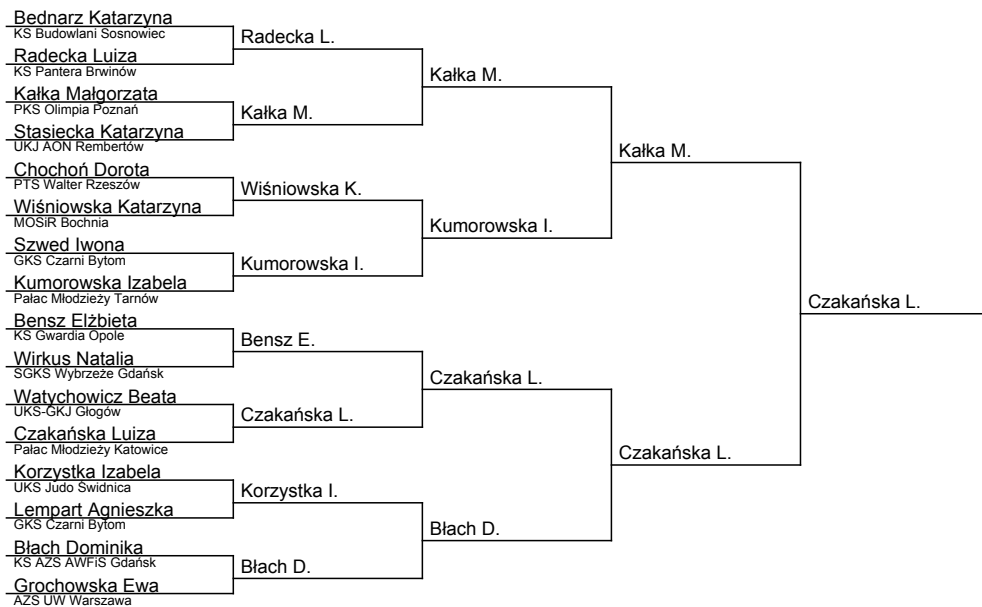 Bednarz Katarzyna
KS Budowlani Sosnowiec
Radecka Luiza
KS Pantera Brwinów
Kałka Małgorzata
PKS Olimpia Poznań
Stasiecka Katarzyna
UKJ AON Rembertów
Chochoń Dorota
PTS Walter Rzeszów
Wiśniowska Katarzyna
MOSiR Bochnia
Szwed Iwona
GKS Czarni Bytom
Kumorowska Izabela
Pałac Młodzieży Tarnów
Bensz Elżbieta
KS Gwardia Opole
Wirkus Natalia
SGKS Wybrzeże Gdańsk
Watychowicz Beata
UKS-GKJ Głogów
Czakańska Luiza
Pałac Młodzieży Katowice
Korzystka Izabela
UKS Judo Świdnica
Lempart Agnieszka
GKS Czarni Bytom
Błach Dominika
KS AZS AWFiS Gdańsk
Grochowska Ewa
AZS UW Warszawa
Radecka L.
Kałka M.
Wiśniowska K.
Kumorowska I.
Bensz E.
Czakańska L.
Korzystka I.
Błach D.
Kałka M.
Kumorowska I.
Czakańska L.
Błach D.
Kałka M.
Czakańska L.
Czakańska L.